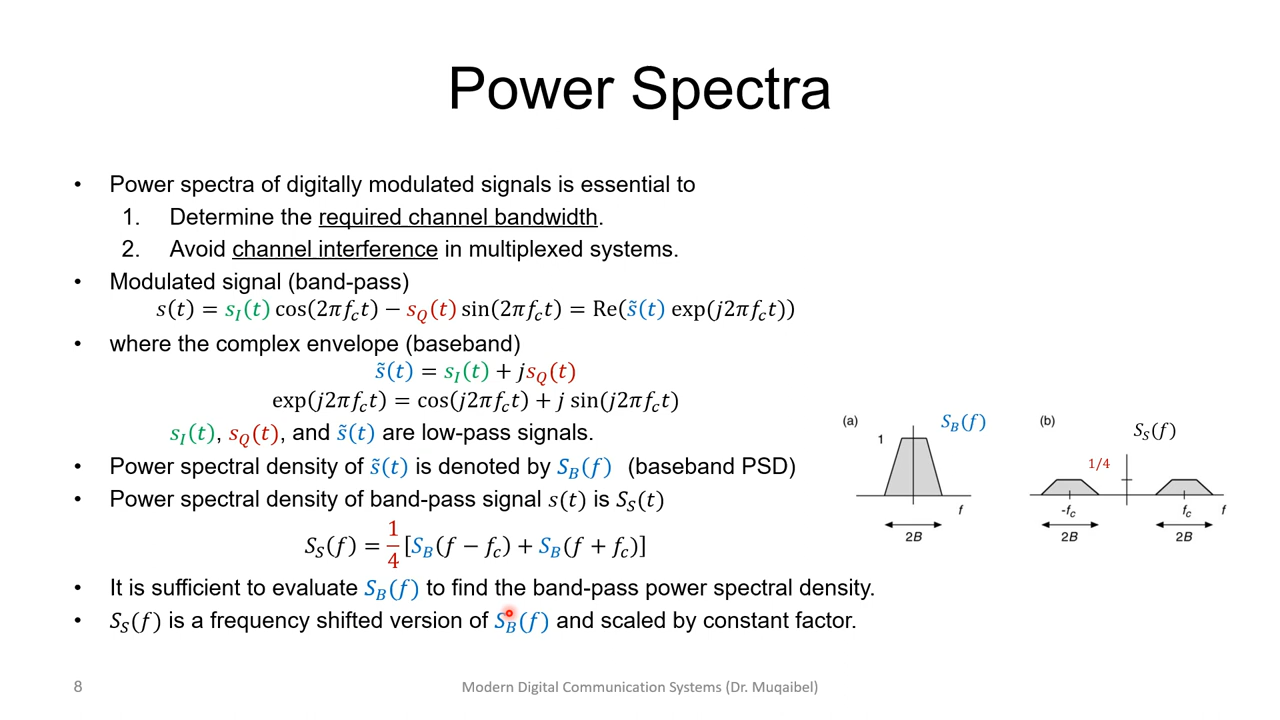 Power Spectra
• Power spectra of digitally modulated signals is essential to
1. Determine the required channel bandwidth.
2. Avoid channel interference in multiplexed systems.
• Modulated signal (band-pass)
s(t) = s_I(t) cos(2πf_ct) − s_Q(t) sin(2πf_ct) = Re(s̃(t) exp(j2πf_ct))
• where the complex envelope (baseband)
s̃(t) = s_I(t) + js_Q(t)
exp(j2πf_ct) = cos(j2πf_ct) + j sin(j2πf_ct)
s_I(t), s_Q(t), and s̃(t) are low-pass signals.
• Power spectral density of s̃(t) is denoted by S_B(f) (baseband PSD)
• Power spectral density of band-pass signal s(t) is S_S(t)
S_S(f) = 1/4 [S_B(f − f_c) + S_B(f + f_c)]
• It is sufficient to evaluate S_B(f) to find the band-pass power spectral density.
• S_S(f) is a frequency shifted version of S_B(f) and scaled by constant factor.
(a) S_B(f)
1
f
2B
(b) S_S(f)
1/4
-f_c f_c f
2B 2B
8 Modern Digital Communication Systems (Dr. Muqaibel)